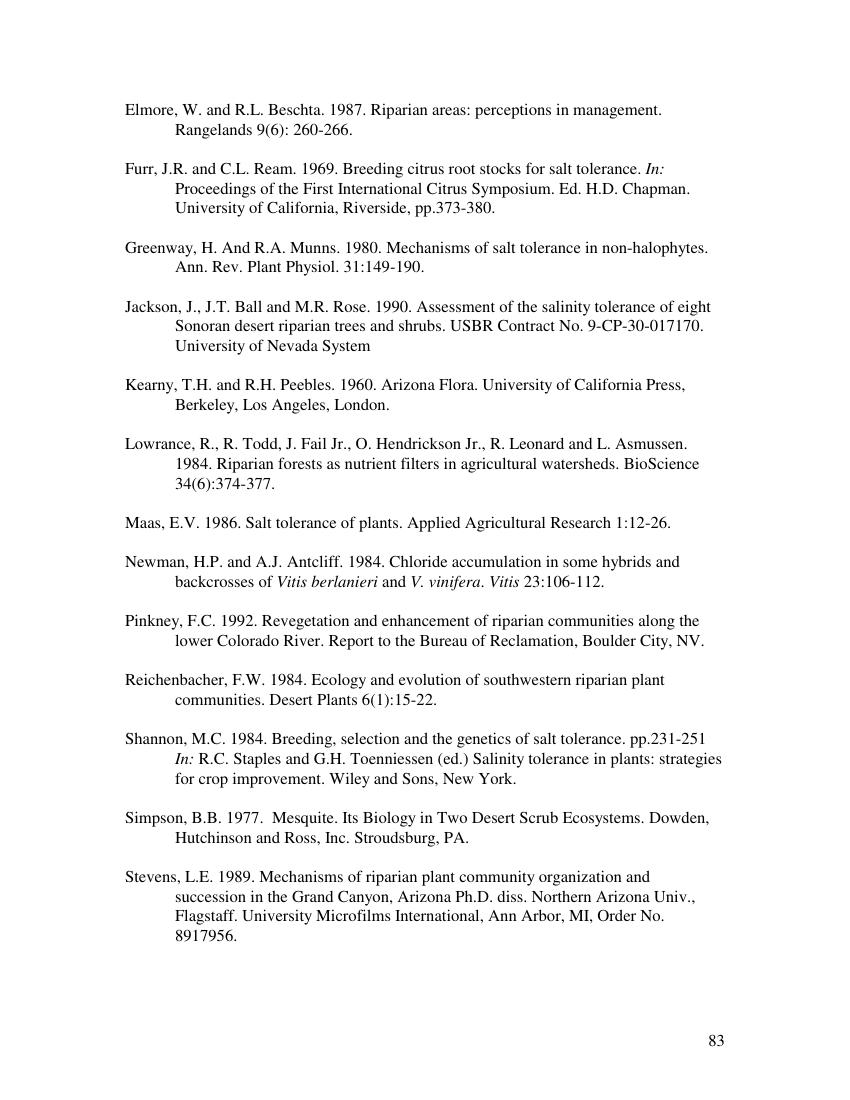 Elmore, W. and R.L. Beschta. 1987. Riparian areas: perceptions in management.
Rangelands 9(6): 260-266.
Furr, J.R. and C.L. Ream. 1969. Breeding citrus root stocks for salt tolerance. In:
Proceedings of the First International Citrus Symposium. Ed. H.D. Chapman.
University of California, Riverside, pp.373-380.
Greenway, H. And R.A. Munns. 1980. Mechanisms of salt tolerance in non-halophytes.
Ann. Rev. Plant Physiol. 31:149-190.
Jackson, J., J.T. Ball and M.R. Rose. 1990. Assessment of the salinity tolerance of eight
Sonoran desert riparian trees and shrubs. USBR Contract No. 9-CP-30-017170.
University of Nevada System
Kearny, T.H. and R.H. Peebles. 1960. Arizona Flora. University of California Press,
Berkeley, Los Angeles, London.
Lowrance, R., R. Todd, J. Fail Jr., O. Hendrickson Jr., R. Leonard and L. Asmussen.
1984. Riparian forests as nutrient filters in agricultural watersheds. BioScience
34(6):374-377.
Maas, E.V. 1986. Salt tolerance of plants. Applied Agricultural Research 1:12-26.
Newman, H.P. and A.J. Antcliff. 1984. Chloride accumulation in some hybrids and
backcrosses of Vitis berlanieri and V. vinifera. Vitis 23:106-112.
Pinkney, F.C. 1992. Revegetation and enhancement of riparian communities along the
lower Colorado River. Report to the Bureau of Reclamation, Boulder City, NV.
Reichenbacher, F.W. 1984. Ecology and evolution of southwestern riparian plant
communities. Desert Plants 6(1):15-22.
Shannon, M.C. 1984. Breeding, selection and the genetics of salt tolerance. pp.231-251
In: R.C. Staples and G.H. Toenniessen (ed.) Salinity tolerance in plants: strategies
for crop improvement. Wiley and Sons, New York.
Simpson, B.B. 1977.  Mesquite. Its Biology in Two Desert Scrub Ecosystems. Dowden,
Hutchinson and Ross, Inc. Stroudsburg, PA.
Stevens, L.E. 1989. Mechanisms of riparian plant community organization and
succession in the Grand Canyon, Arizona Ph.D. diss. Northern Arizona Univ.,
Flagstaff. University Microfilms International, Ann Arbor, MI, Order No.
8917956.
83